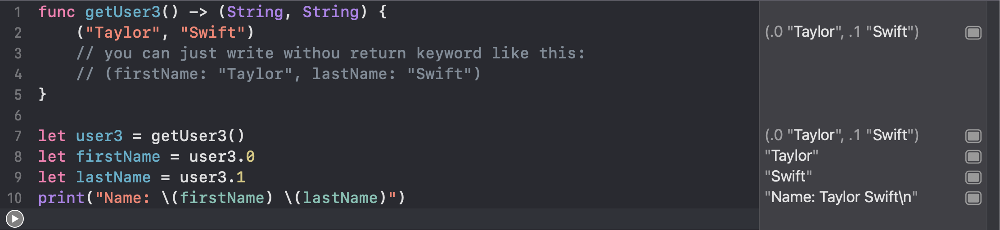 1 func getUser3() -> (String, String) {
2 ("Taylor", "Swift")
(.0 "Taylor", .1 "Swift")
3 // you can just write withou return keyword like this:
4 // (firstName: "Taylor", lastName: "Swift")
5 }
6
7 let user3 = getUser3()
(.0 "Taylor", .1 "Swift")
8 let firstName = user3.0
"Taylor"
9 let lastName = user3.1
"Swift"
10 print("Name: \(firstName) \(lastName)")
"Name: Taylor Swift\n"